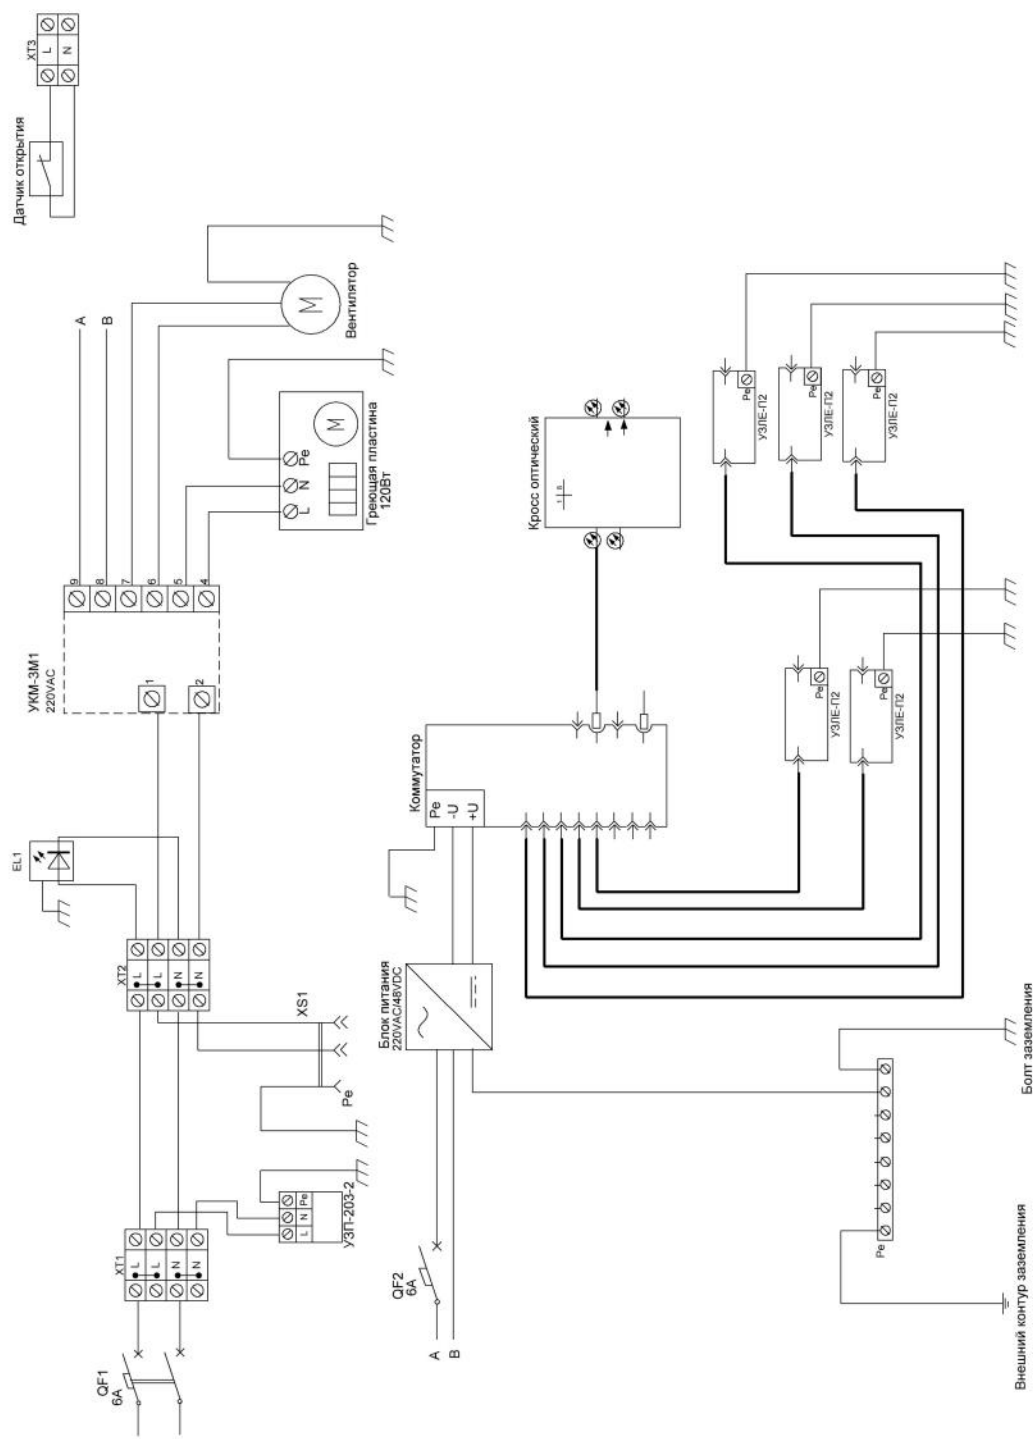 QF1
6A
XT1
L
L
N
N
L
N
Pe
УЗП-203-2
Pe
XS1
XT2
L
L
N
N
EL1
УКМ-3М1
220VAC
1
2
9
8
7
6
5
4
A
B
L
N
Pe
M
Греющая пластина
120Вт
M
Вентилятор
Датчик открытия
XT3
L
N
A
B
QF2
6A
Блок питания
220VAC/48VDC
Коммутатор
Pe
-U
+U
Кросс оптический
1
8
Pe
УЗЛЕ-П2
Pe
УЗЛЕ-П2
Pe
УЗЛЕ-П2
Pe
УЗЛЕ-П2
Pe
УЗЛЕ-П2
Pe
Внешний контур заземления
Болт заземления